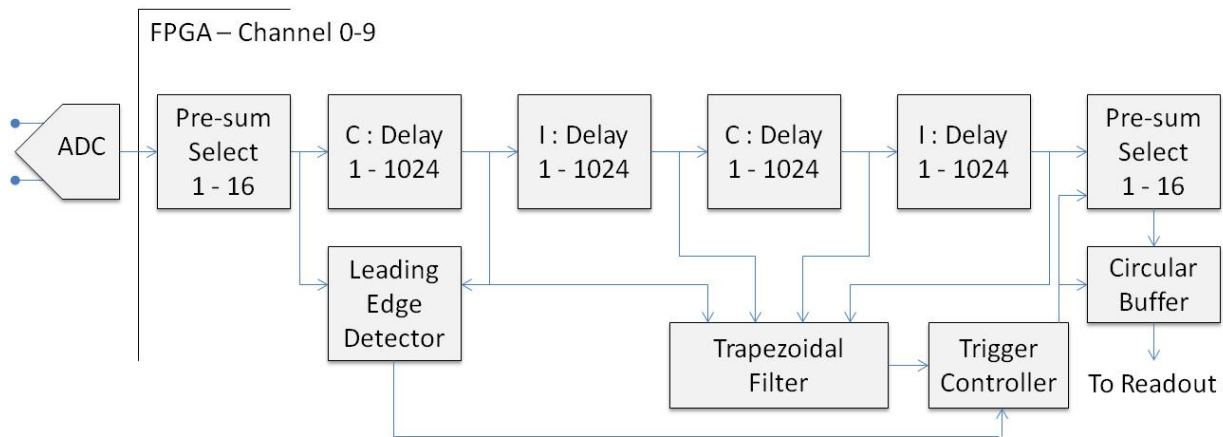 FPGA – Channel 0-9
ADC
Pre-sum
Select
1 - 16
C : Delay
1 - 1024
I : Delay
1 - 1024
C : Delay
1 - 1024
I : Delay
1 - 1024
Pre-sum
Select
1 - 16
Leading
Edge
Detector
Trapezoidal
Filter
Trigger
Controller
Circular
Buffer
To Readout